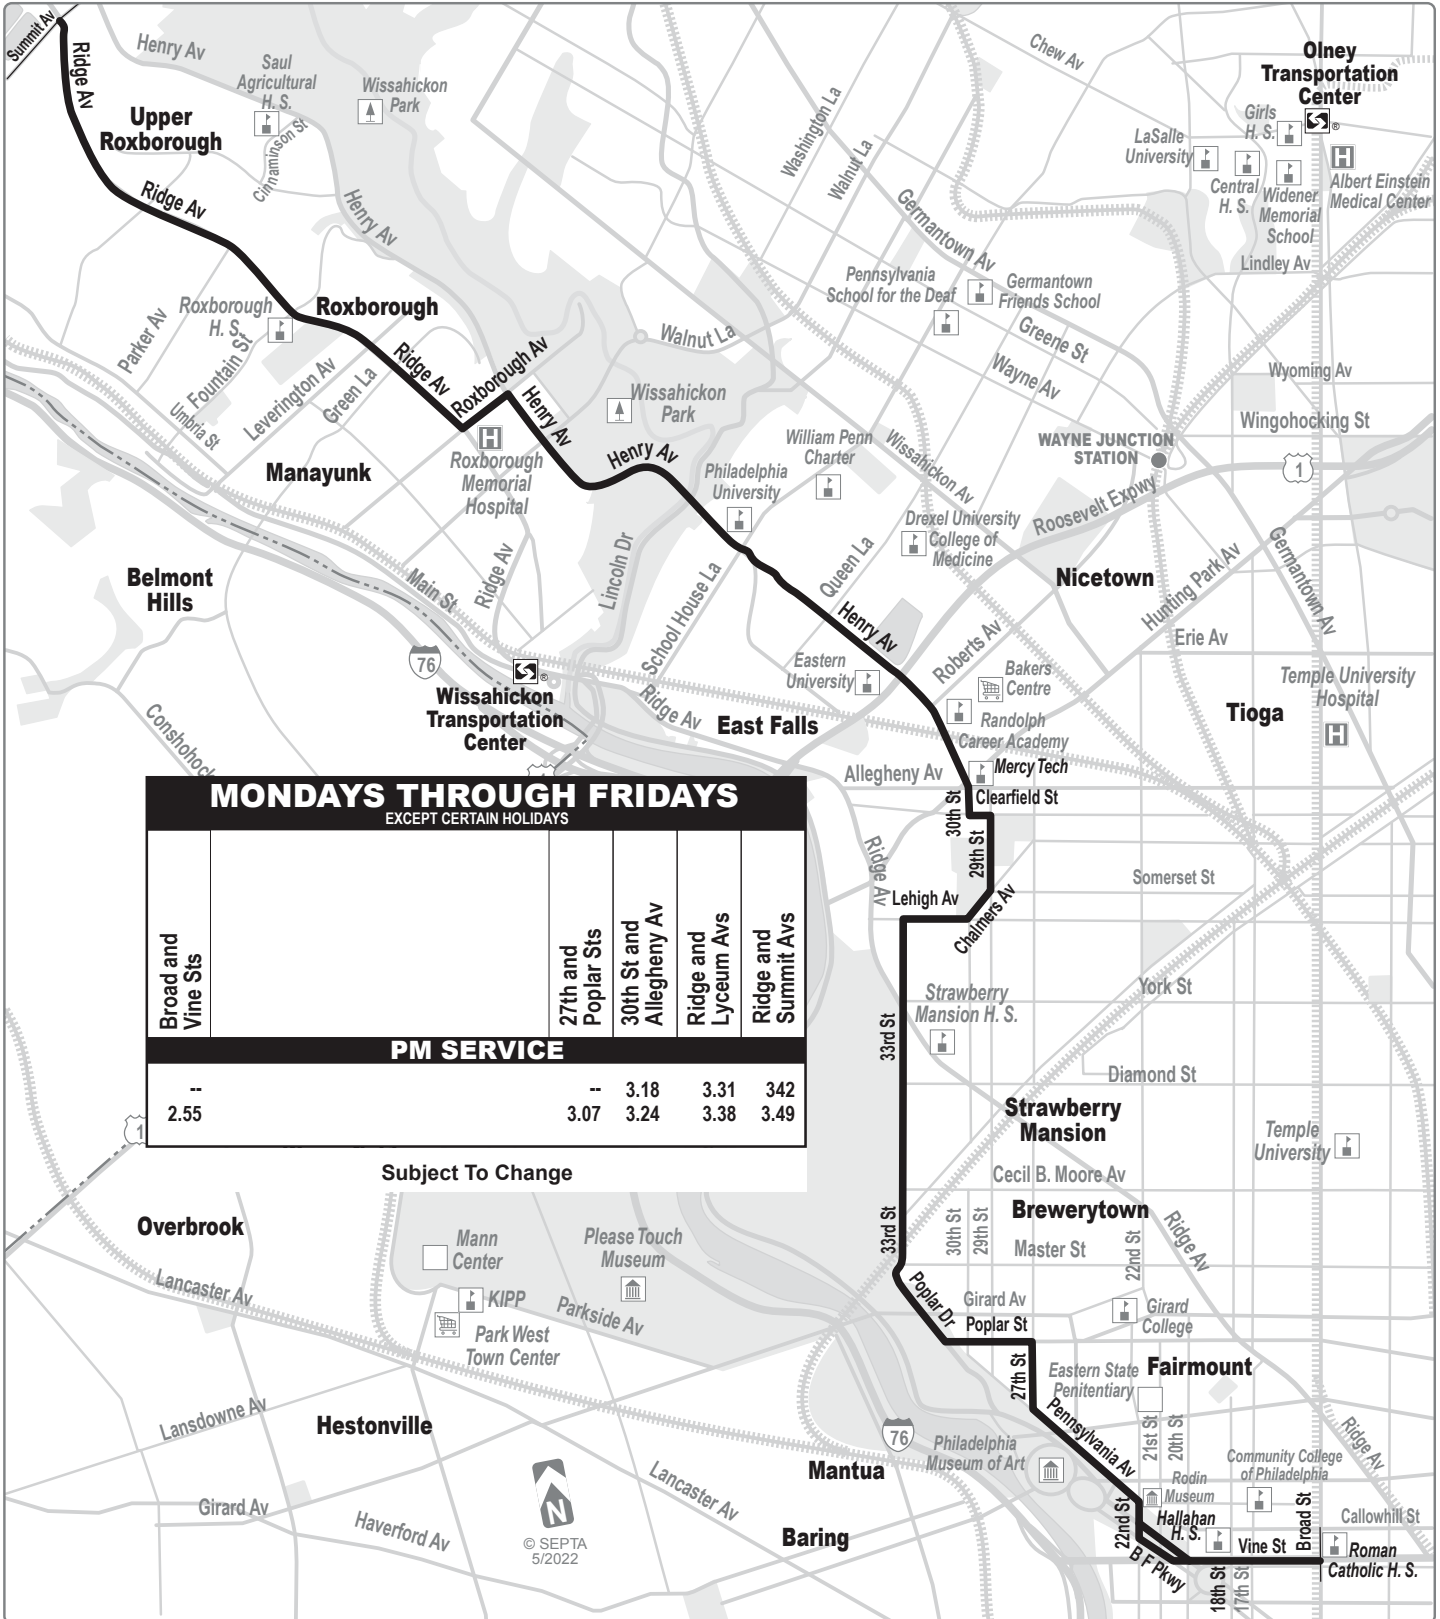 Summit Av
Ridge Av
Henry Av
Saul
Agricultural
H. S.
Wissahickon
Park
Upper
Roxborough
Cinnaminson St
Ridge Av
Henry Av
Chew Av
Washington La
Walnut La
Olney
Transportation
Center
®
Girls
H. S.
LaSalle
University
Central
H. S.
Widener
Memorial
School
H
Albert Einstein
Medical Center
Germantown Av
Lindley Av
Pennsylvania
School for the Deaf
Germantown
Friends School
Greene St
Wayne Av
Wyoming Av
Wingohocking St
Roxborough
H. S.
Roxborough
Parker Av
Fountain St
Umbria St
Leverington Av
Green La
Ridge Av
Roxborough Av
Henry Av
Walnut La
Wissahickon
Park
H
Roxborough
Memorial
Hospital
Manayunk
Henry Av
Philadelphia
University
William Penn
Charter
Wissahickon Av
WAYNE JUNCTION
STATION
1
Roosevelt Expwy
Drexel University
College of
Medicine
Queen La
Nicetown
Hunting Park Av
Germantown Av
Erie Av
Belmont
Hills
Main St
Ridge Av
Lincoln Dr
School House La
Henry Av
Roberts Av
76
®
Wissahickon
Transportation
Center
Eastern
University
Bakers
Centre
Ridge Av
East Falls
Randolph
Career Academy
Temple University
Hospital
H
Tioga
Conshohock
Allegheny Av
Mercy Tech
30th St
Clearfield St
29th St
Ridge Av
Lehigh Av
Chalmers Av
Somerset St
MONDAYS THROUGH FRIDAYS
EXCEPT CERTAIN HOLIDAYS
Broad and
Vine Sts
27th and
Poplar Sts
30th St and
Allegheny Av
Ridge and
Lyceum Avs
Ridge and
Summit Avs
PM SERVICE
-- -- 3.18 3.31 342
2.55 3.07 3.24 3.38 3.49
Subject To Change
1
Strawberry
Mansion H. S.
York St
33rd St
Diamond St
Strawberry
Mansion
Temple
University
Cecil B. Moore Av
Brewerytown
33rd St
30th St
29th St
Master St
22nd St
Ridge Av
Overbrook
Mann
Center
Please Touch
Museum
Lancaster Av
KIPP
Parkside Av
Park West
Town Center
Poplar Dr
Girard Av
Poplar St
Girard
College
27th St
Eastern State
Penitentiary
Fairmount
Lansdowne Av
Hestonville
76
Philadelphia
Museum of Art
Pennsylvania Av
21st St
20th St
Community College
of Philadelphia
Ridge Av
Mantua
Rodin
Museum
Girard Av
Haverford Av
N
© SEPTA
5/2022
Lancaster Av
Baring
22nd St
Hallahan
H. S.
Vine St
Broad St
Callowhill St
B F Pkwy
18th St
17th St
Roman
Catholic H. S.